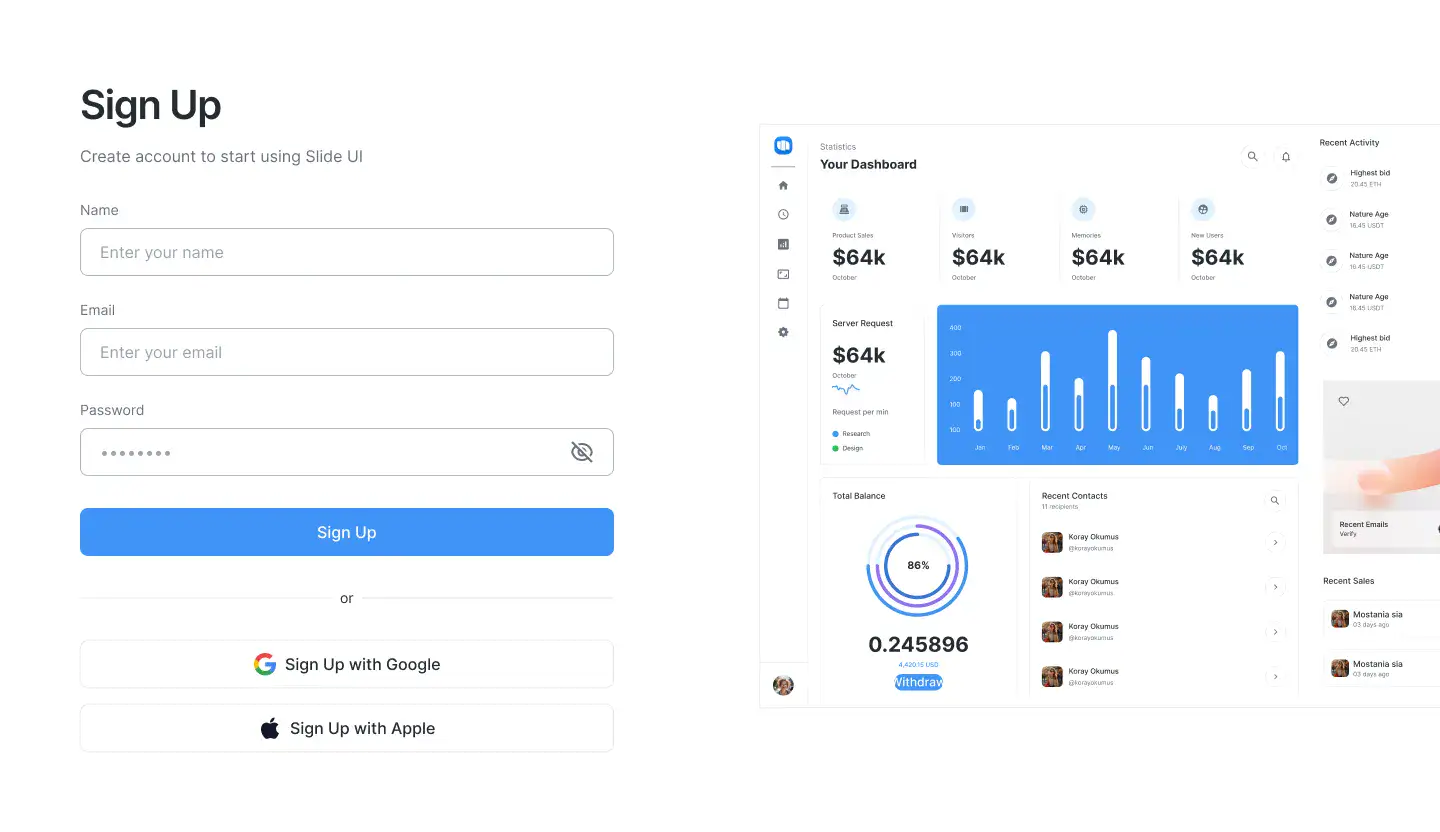 Sign Up
Create account to start using Slide UI
Name
Enter your name
Email
Enter your email
Password
Sign Up
or
Sign Up with Google
Sign Up with Apple
Statistics
Your Dashboard
Product Sales
$64k
October
Visitors
$64k
October
Memories
$64k
October
New Users
$64k
October
Server Request
$64k
October
Request per min
Research
Design
400
300
200
100
100
Jan
Feb
Mar
Apr
May
Jun
July
Aug
Sep
Oct
Total Balance
86%
0.245896
4,420.15 USD
Withdraw
Recent Contacts
11 recipients
Koray Okumus
@korayokumus
Koray Okumus
@korayokumus
Koray Okumus
@korayokumus
Koray Okumus
@korayokumus
Recent Activity
Highest bid
20.45 ETH
Nature Age
16.45 USDT
Nature Age
16.45 USDT
Nature Age
16.45 USDT
Highest bid
20.45 ETH
Recent Emails
Verify
Recent Sales
Mostania sia
03 days ago
Mostania sia
03 days ago